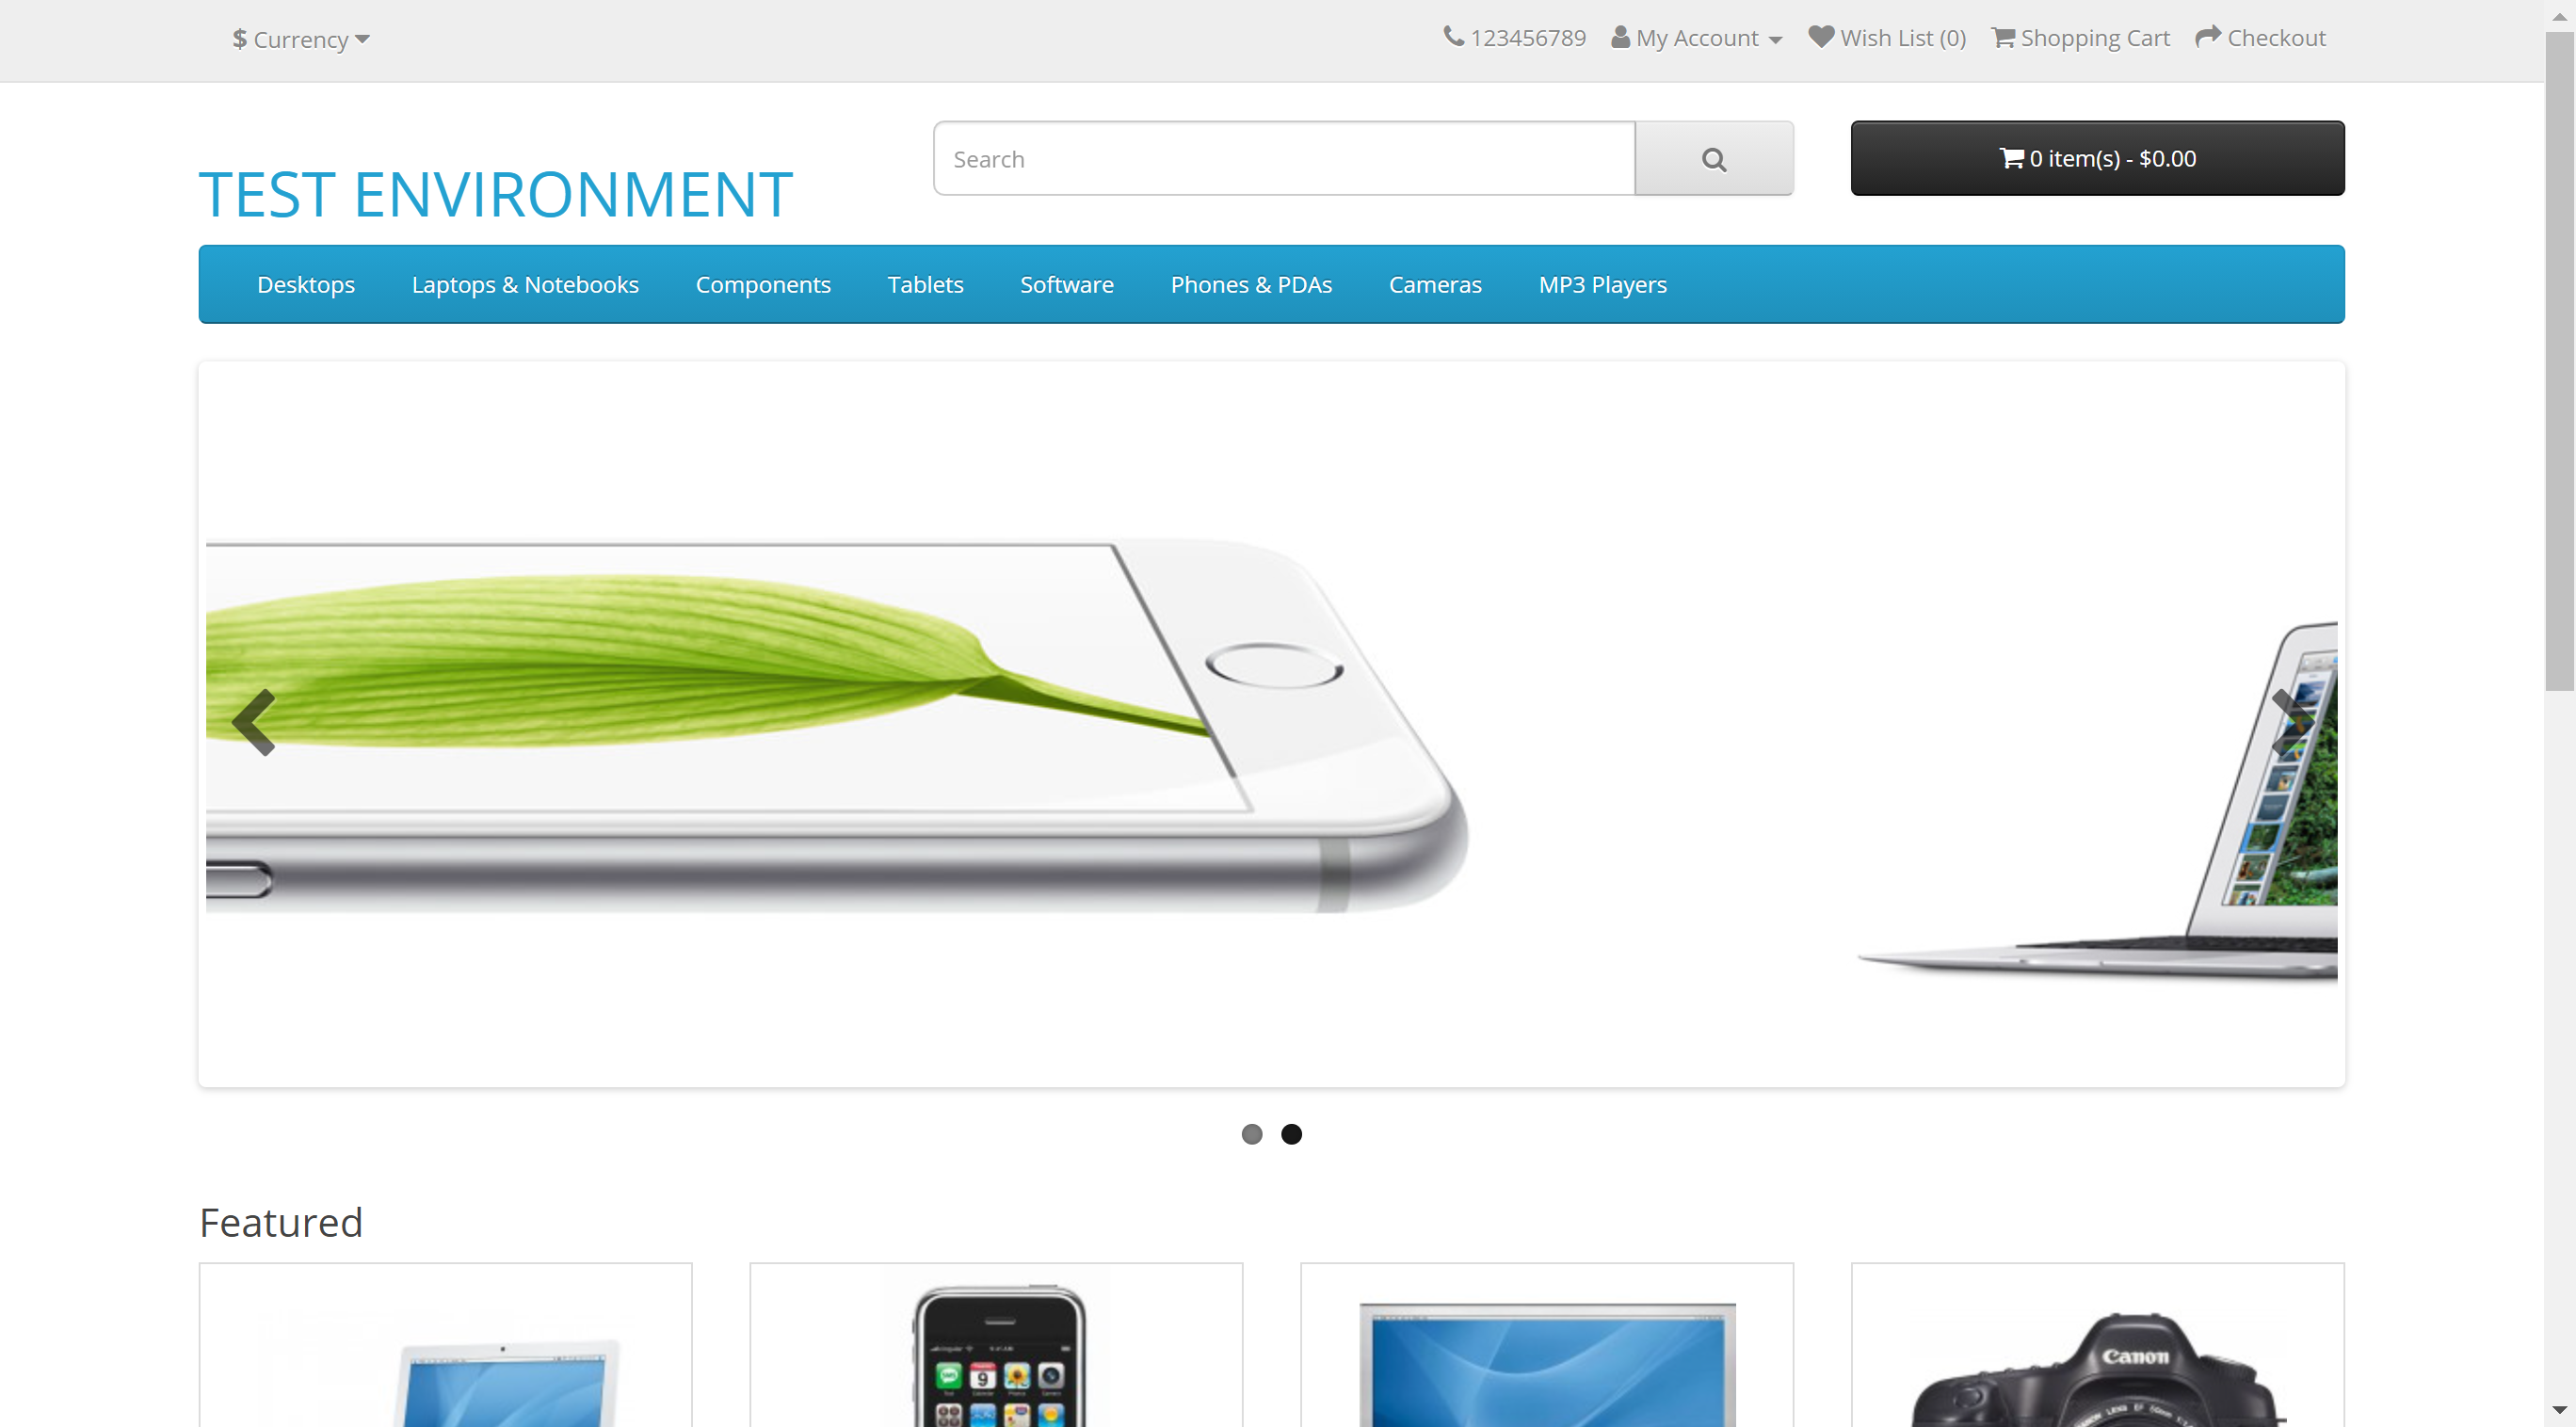 $ Currency
123456789 My Account Wish List (0) Shopping Cart Checkout
Search
0 item(s) - $0.00
TEST ENVIRONMENT
Desktops Laptops & Notebooks Components Tablets Software Phones & PDAs Cameras MP3 Players
Featured
9
Canon